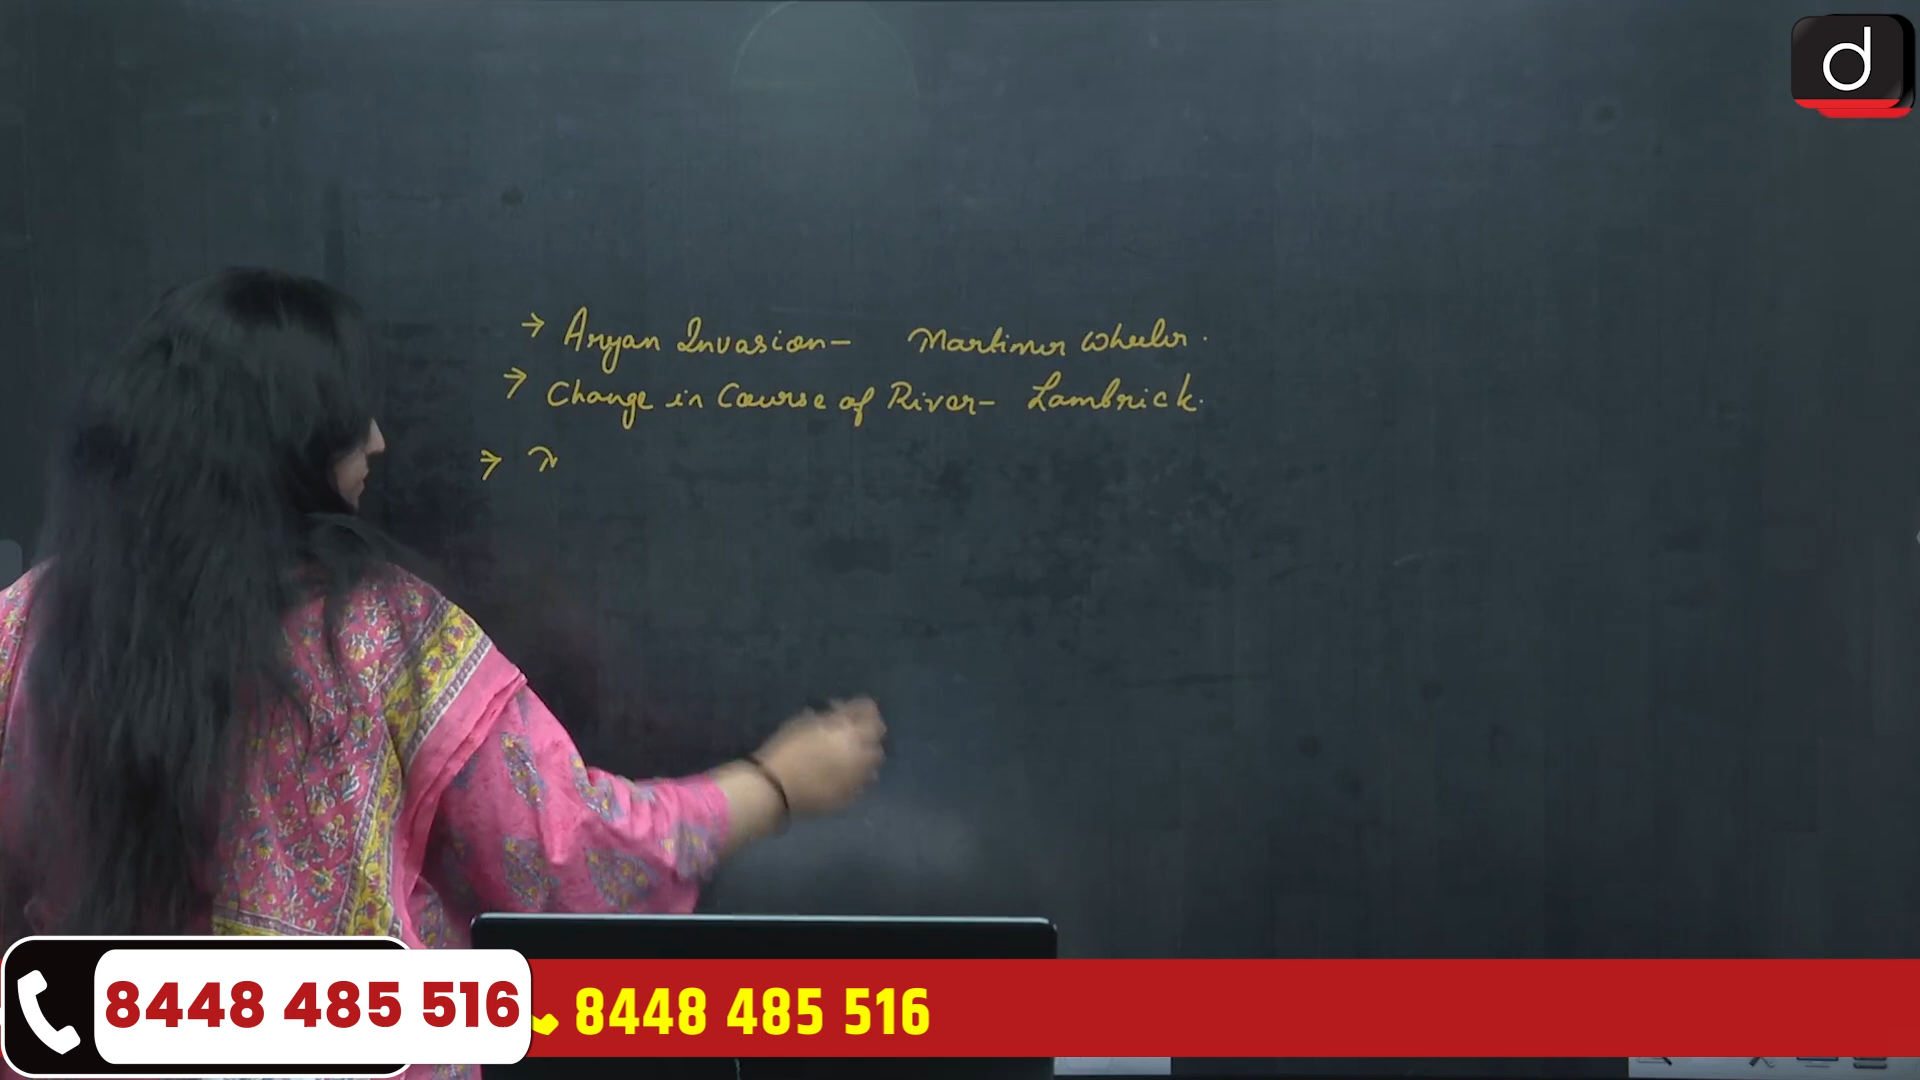 d
→ Aryan Invasion- Martimer Wheeler.
→ Change in Course of River- Lambrick.
→
8448 485 516
8448 485 516